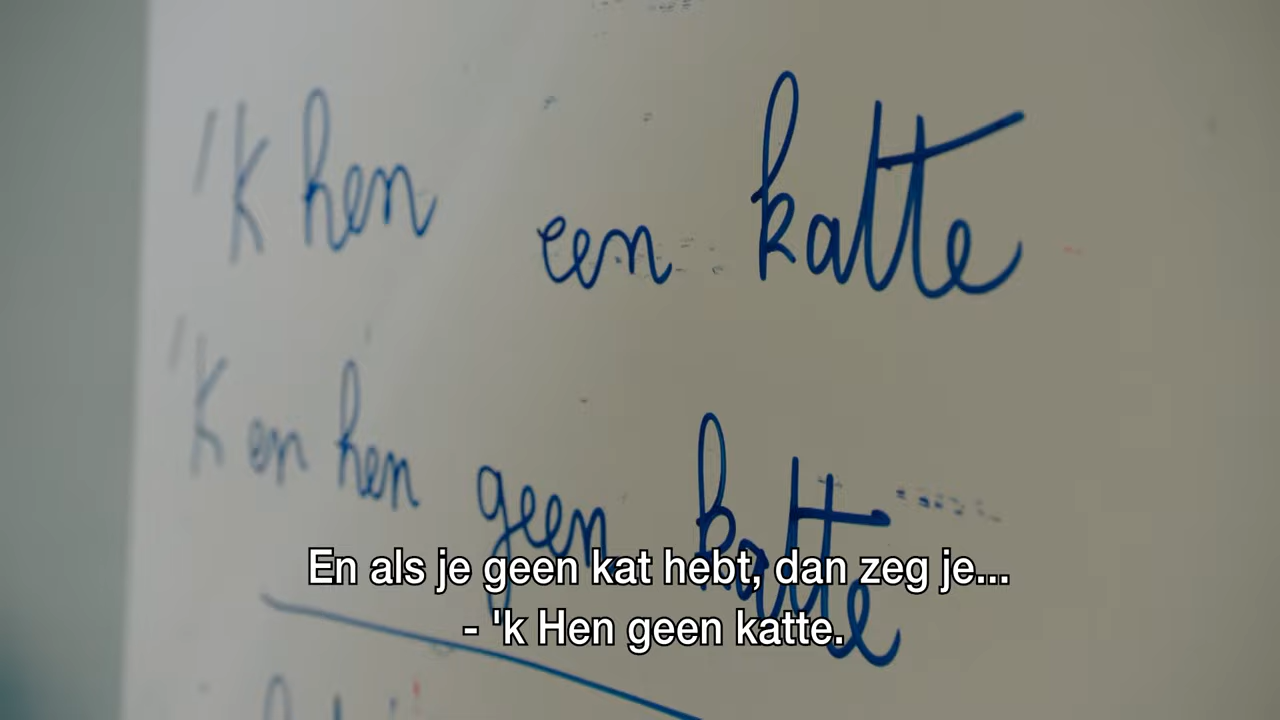 'k hen een katte
'k en hen geen katte
En als je geen kat hebt, dan zeg je...
- 'k Hen geen katte.